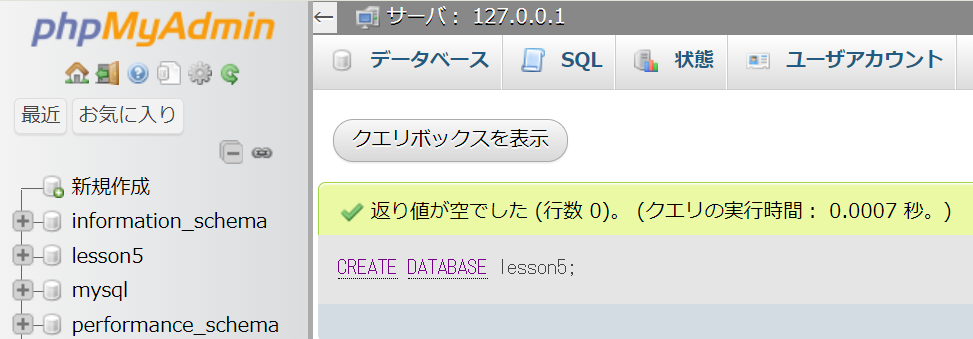 phpMyAdmin
最近 お気に入り
新規作成
information_schema
lesson5
mysql
performance_schema
サーバ： 127.0.0.1
データベース SQL 状態 ユーザアカウント
クエリボックスを表示
返り値が空でした (行数 0)。 (クエリの実行時間： 0.0007 秒。)
CREATE DATABASE lesson5;